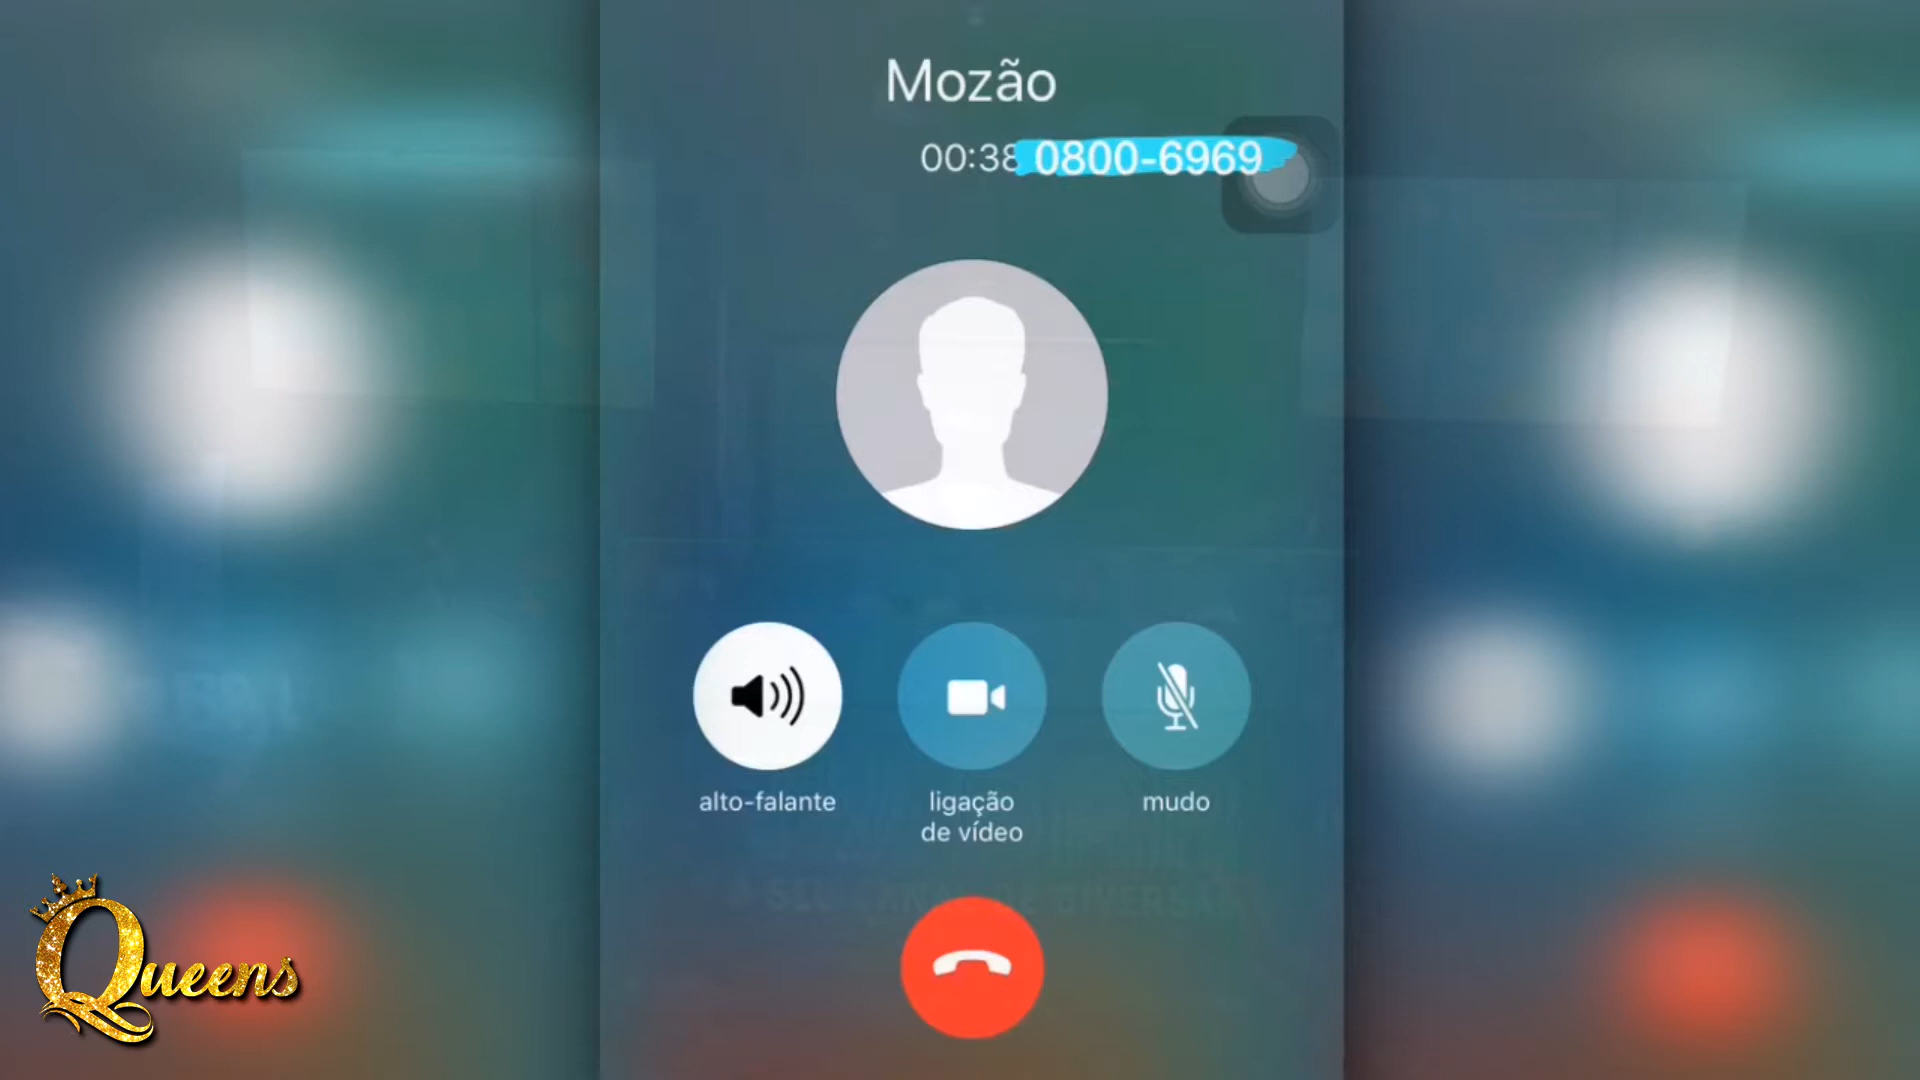 Mozão
00:38 0800-6969
alto-falante
ligação
de vídeo
mudo
Queens